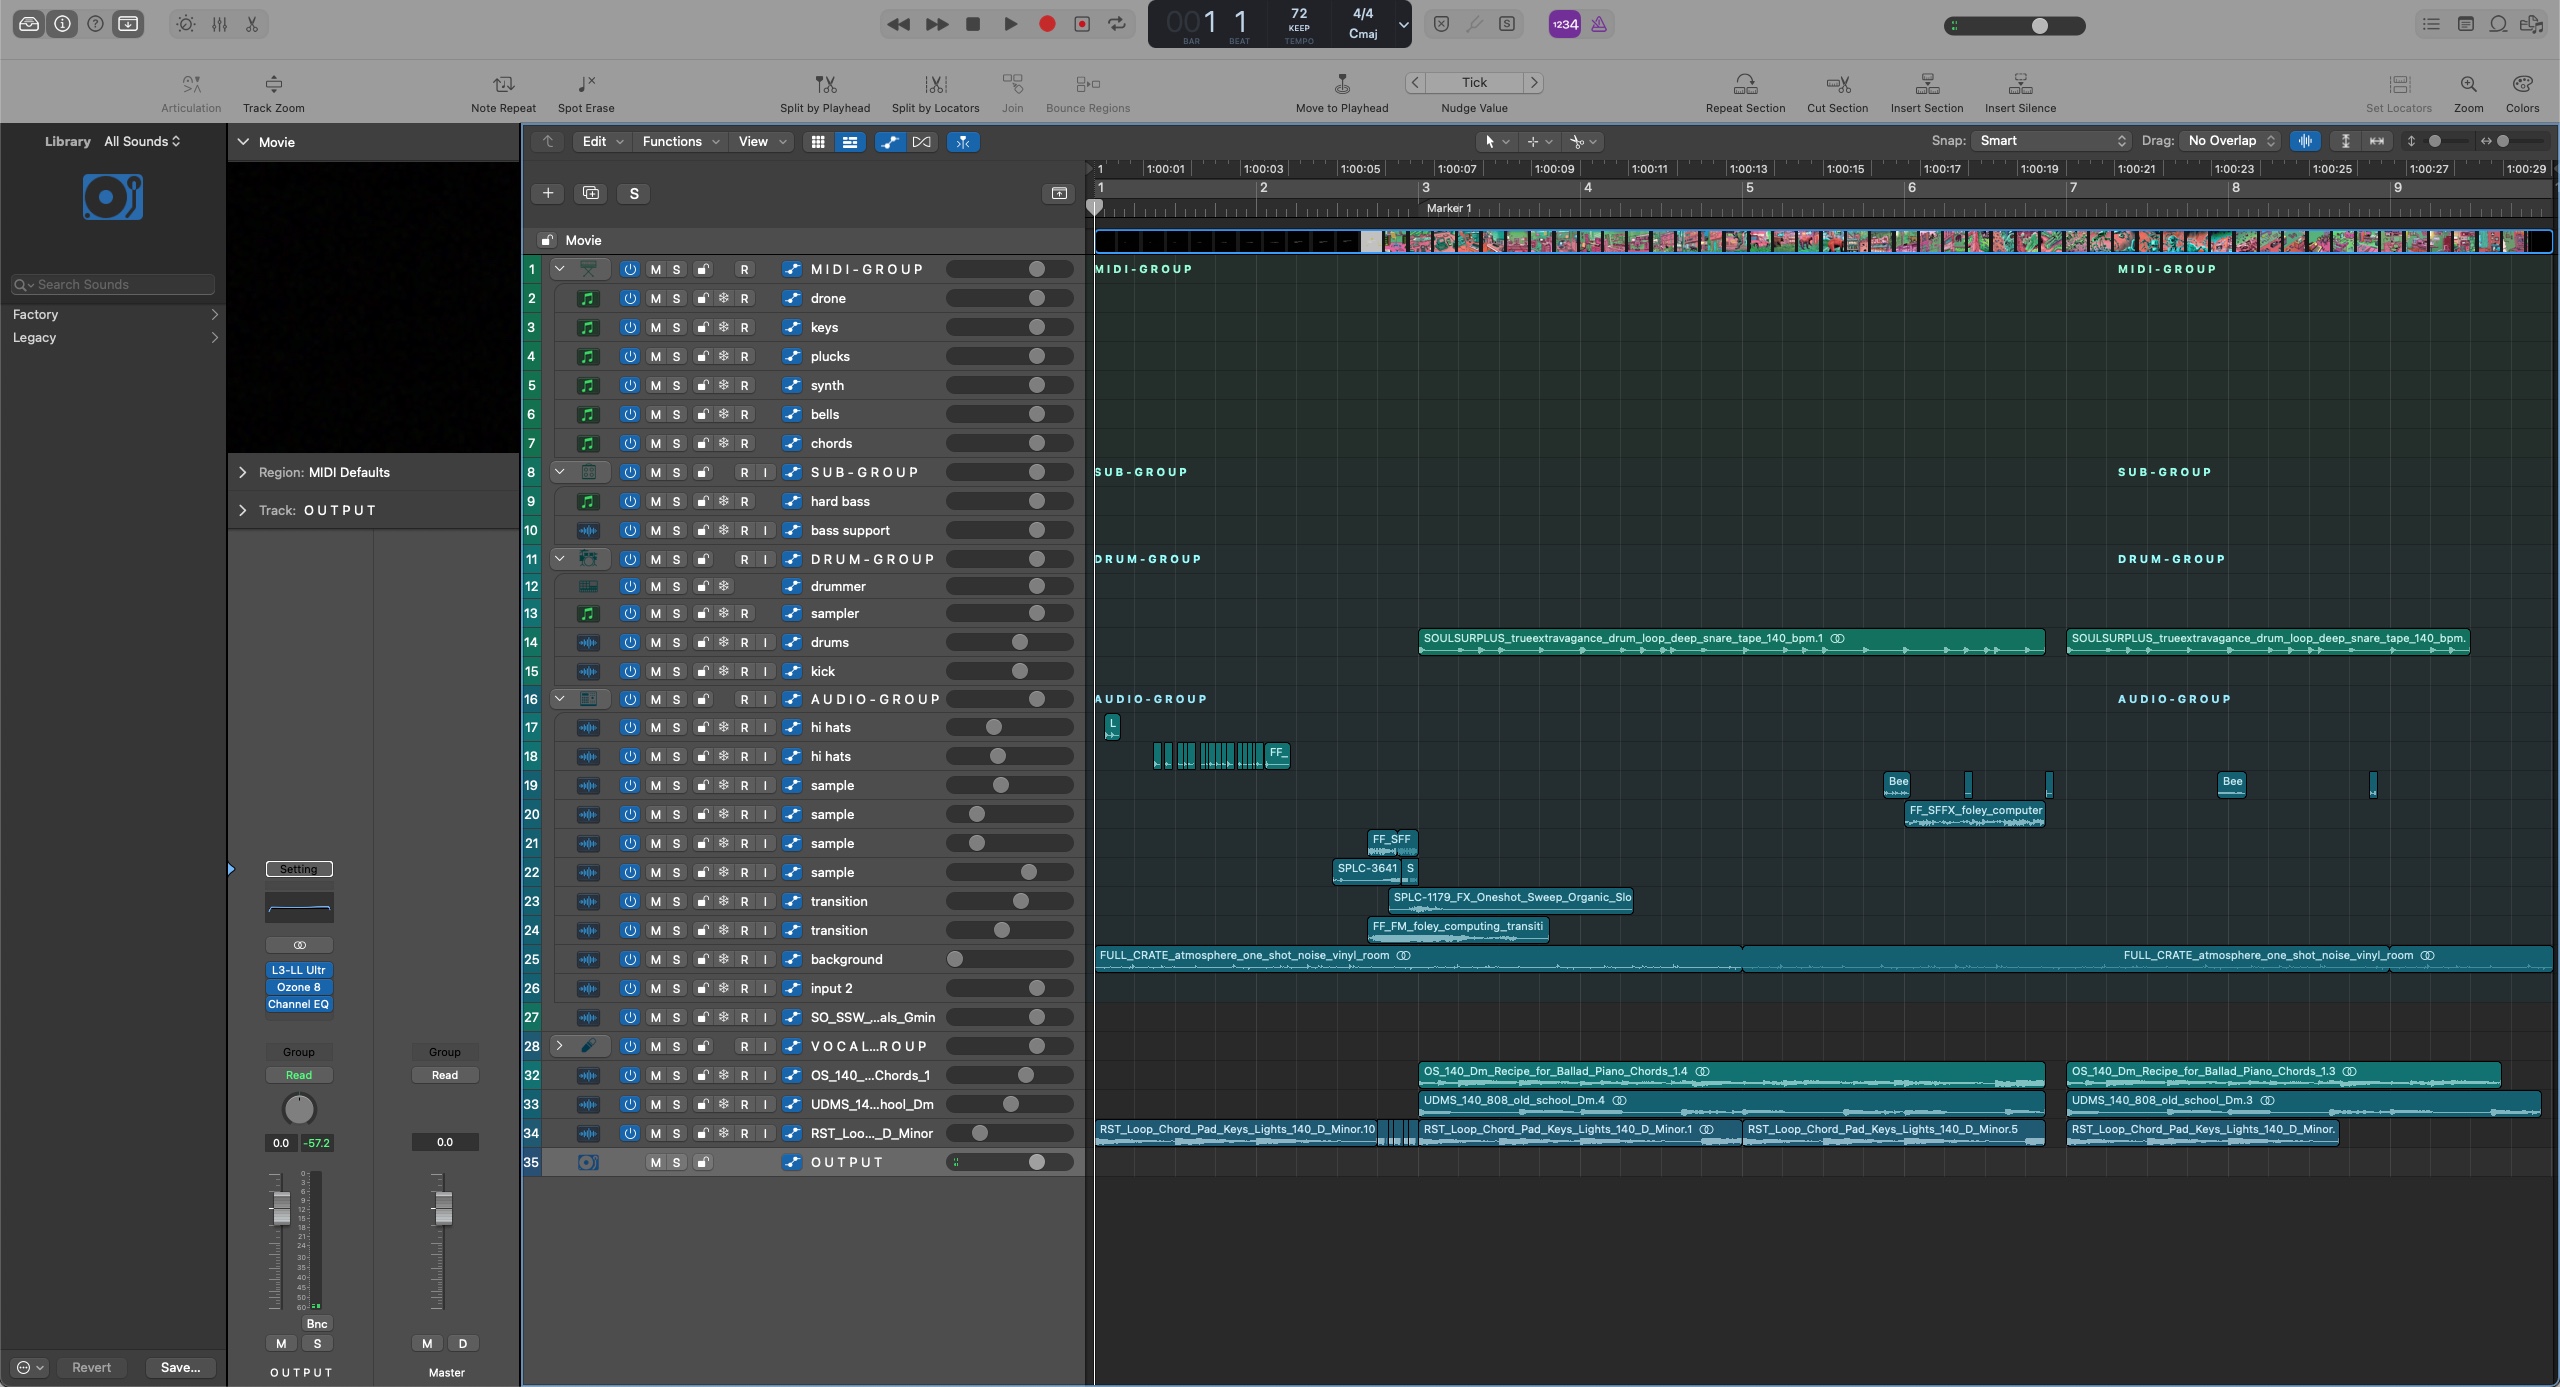 1 1 72 4/4
KEEP Cmaj
BAR BEAT TEMPO
1234
Articulation Track Zoom Note Repeat Spot Erase Split by Playhead Split by Locators Join Bounce Regions Move to Playhead Tick Nudge Value Repeat Section Cut Section Insert Section Insert Silence Set Locators Zoom Colors
Library All Sounds
Search Sounds
Factory
Legacy
Movie
Region: MIDI Defaults
Track: OUTPUT
Setting
L3-LL Ultr
Ozone 8
Channel EQ
Group Group
Read Read
0.0 -57.2 0.0
Bnc
M S M D
OUTPUT Master
Revert Save...
Edit Functions View Snap: Smart Drag: No Overlap
S
1 1:00:01 1:00:03 1:00:05 1:00:07 1:00:09 1:00:11 1:00:13 1:00:15 1:00:17 1:00:19 1:00:21 1:00:23 1:00:25 1:00:27 1:00:29
1 2 3 4 5 6 7 8 9
Marker 1
Movie
1 M S R MIDI-GROUP MIDI-GROUP MIDI-GROUP
2 M S R drone
3 M S R keys
4 M S R plucks
5 M S R synth
6 M S R bells
7 M S R chords
8 M S R I SUB-GROUP SUB-GROUP SUB-GROUP
9 M S R hard bass
10 M S R I bass support
11 M S R I DRUM-GROUP DRUM-GROUP DRUM-GROUP
12 M S drummer
13 M S R sampler
14 M S R I drums SOULSURPLUS_trueextravagance_drum_loop_deep_snare_tape_140_bpm.1 SOULSURPLUS_trueextravagance_drum_loop_deep_snare_tape_140_bpm.
15 M S R I kick
16 M S R I AUDIO-GROUP AUDIO-GROUP AUDIO-GROUP
17 M S R I hi hats L
18 M S R I hi hats FF_
19 M S R I sample Bee Bee
20 M S R I sample FF_SFFX_foley_computer
21 M S R I sample FF_SFF
22 M S R I sample SPLC-3641 S
23 M S R I transition SPLC-1179_FX_Oneshot_Sweep_Organic_Slo
24 M S R I transition FF_FM_foley_computing_transiti
25 M S R I background FULL_CRATE_atmosphere_one_shot_noise_vinyl_room FULL_CRATE_atmosphere_one_shot_noise_vinyl_room
26 M S R I input 2
27 M S R I SO_SSW_...als_Gmin
28 M S R I VOCAL...ROUP
32 M S R I OS_140_...Chords_1 OS_140_Dm_Recipe_for_Ballad_Piano_Chords_1.4 OS_140_Dm_Recipe_for_Ballad_Piano_Chords_1.3
33 M S R I UDMS_14...hool_Dm UDMS_140_808_old_school_Dm.4 UDMS_140_808_old_school_Dm.3
34 M S R I RST_Loo..._D_Minor RST_Loop_Chord_Pad_Keys_Lights_140_D_Minor.10 RST_Loop_Chord_Pad_Keys_Lights_140_D_Minor.1 RST_Loop_Chord_Pad_Keys_Lights_140_D_Minor.5 RST_Loop_Chord_Pad_Keys_Lights_140_D_Minor.
35 M S OUTPUT